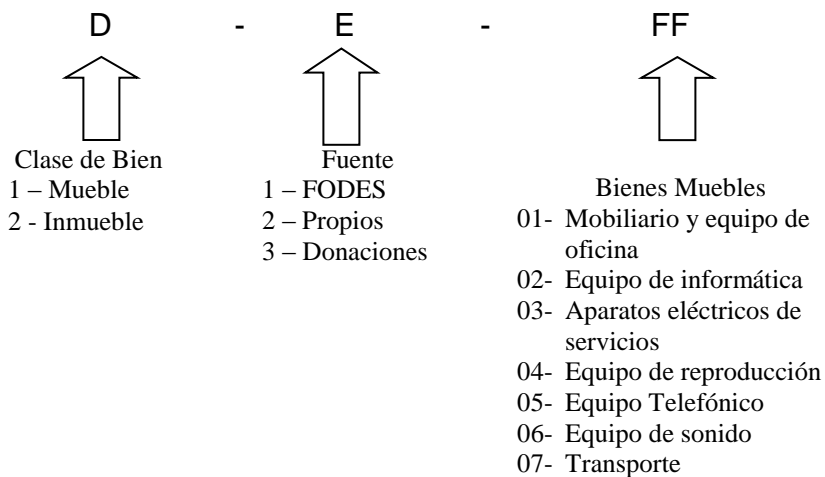 D - E - FF
Clase de Bien
1 – Mueble
2 - Inmueble
Fuente
1 – FODES
2 – Propios
3 – Donaciones
Bienes Muebles
01- Mobiliario y equipo de
oficina
02- Equipo de informática
03- Aparatos eléctricos de
servicios
04- Equipo de reproducción
05- Equipo Telefónico
06- Equipo de sonido
07- Transporte